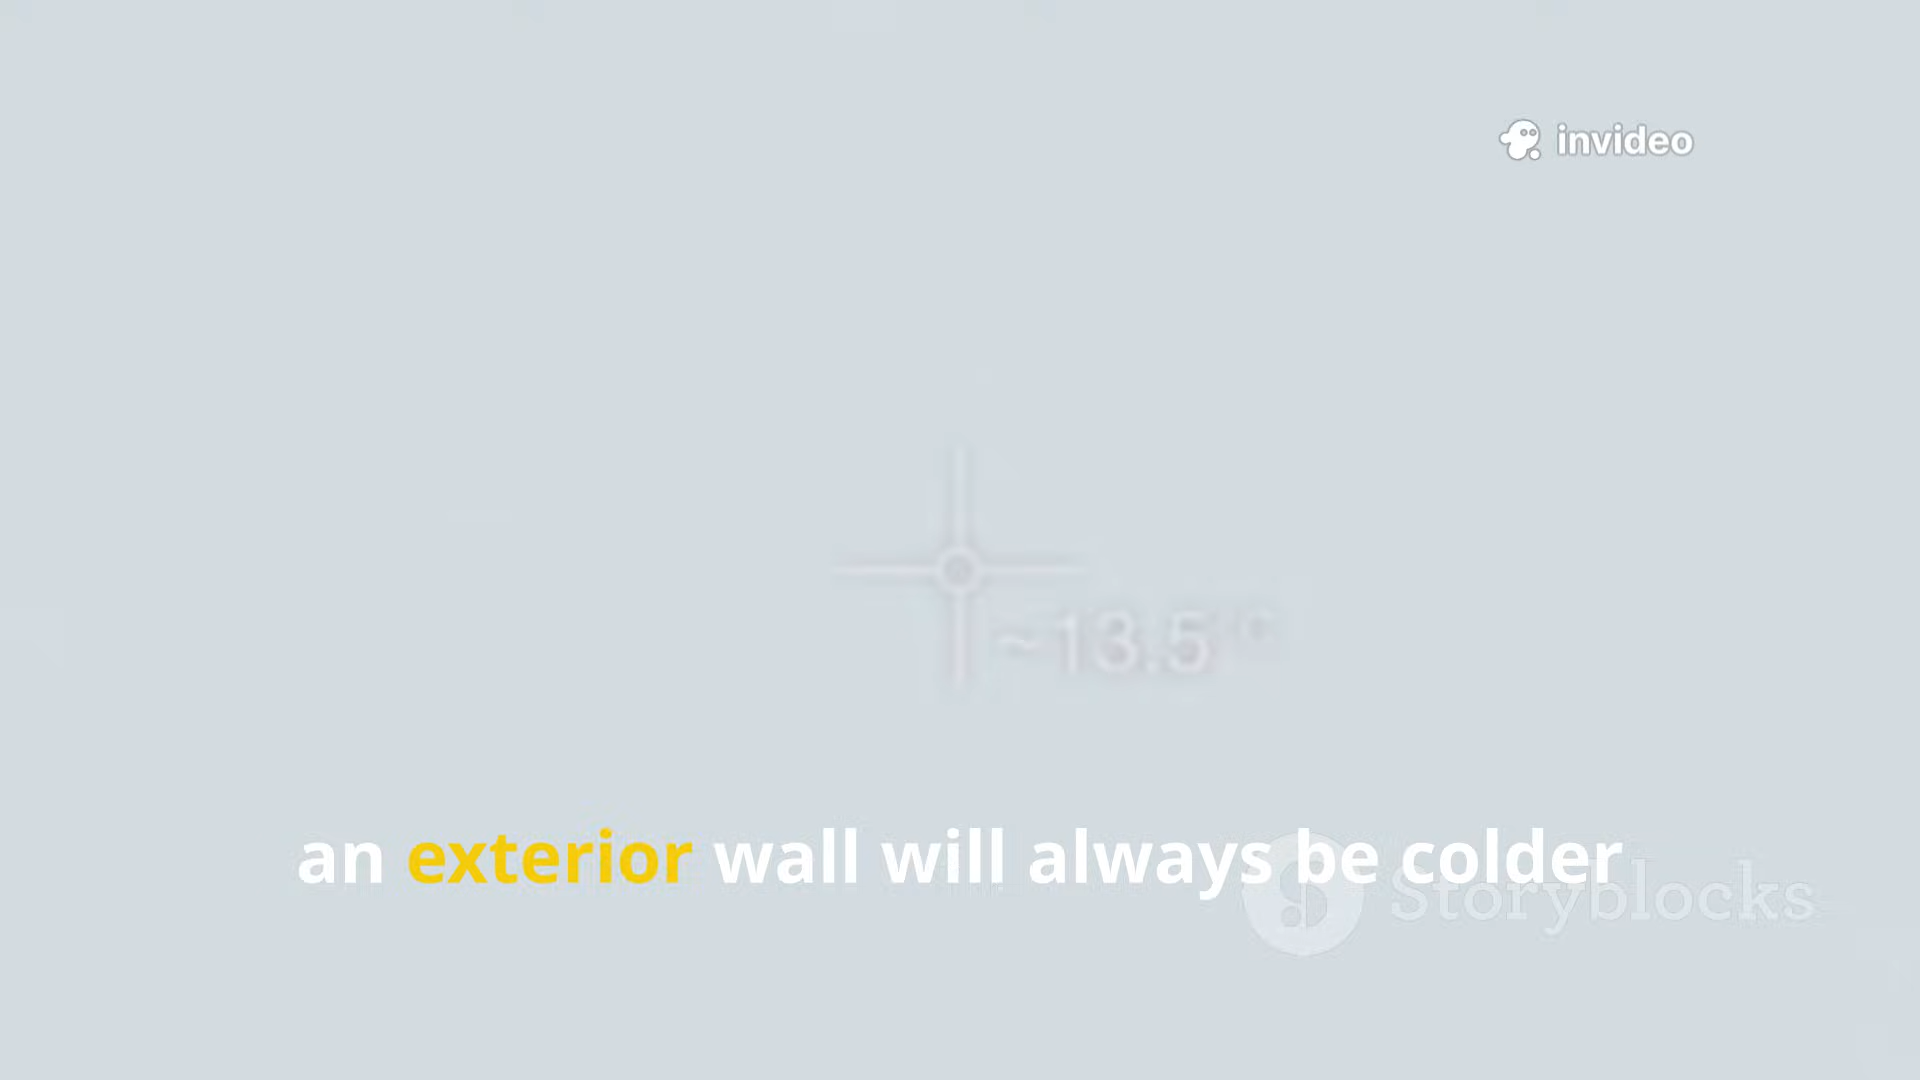 invideo
~13.5 °C
an exterior wall will always be colder
Storyblocks